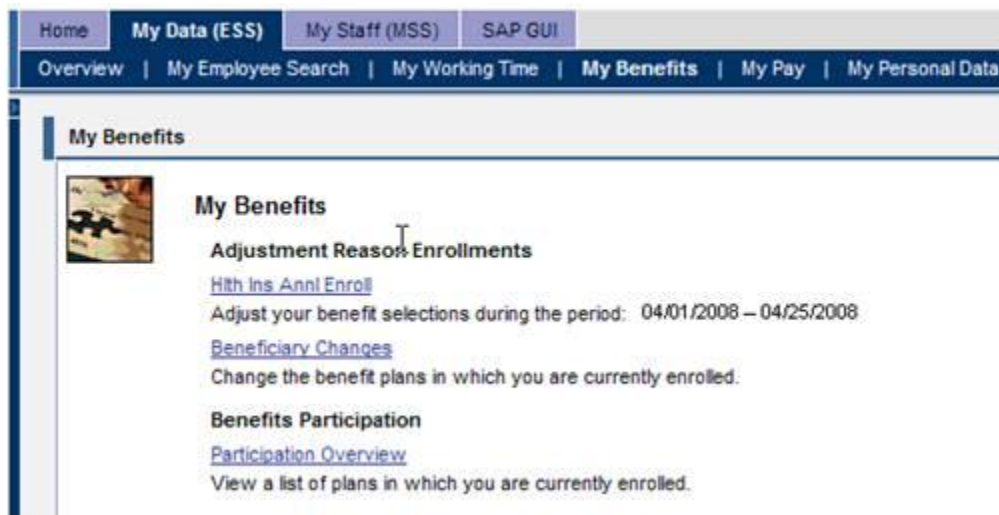 Home My Data (ESS) My Staff (MSS) SAP GUI
Overview | My Employee Search | My Working Time | My Benefits | My Pay | My Personal Data
My Benefits
My Benefits
Adjustment Reason Enrollments
Hlth Ins Annl Enroll
Adjust your benefit selections during the period: 04/01/2008 – 04/25/2008
Beneficiary Changes
Change the benefit plans in which you are currently enrolled.
Benefits Participation
Participation Overview
View a list of plans in which you are currently enrolled.